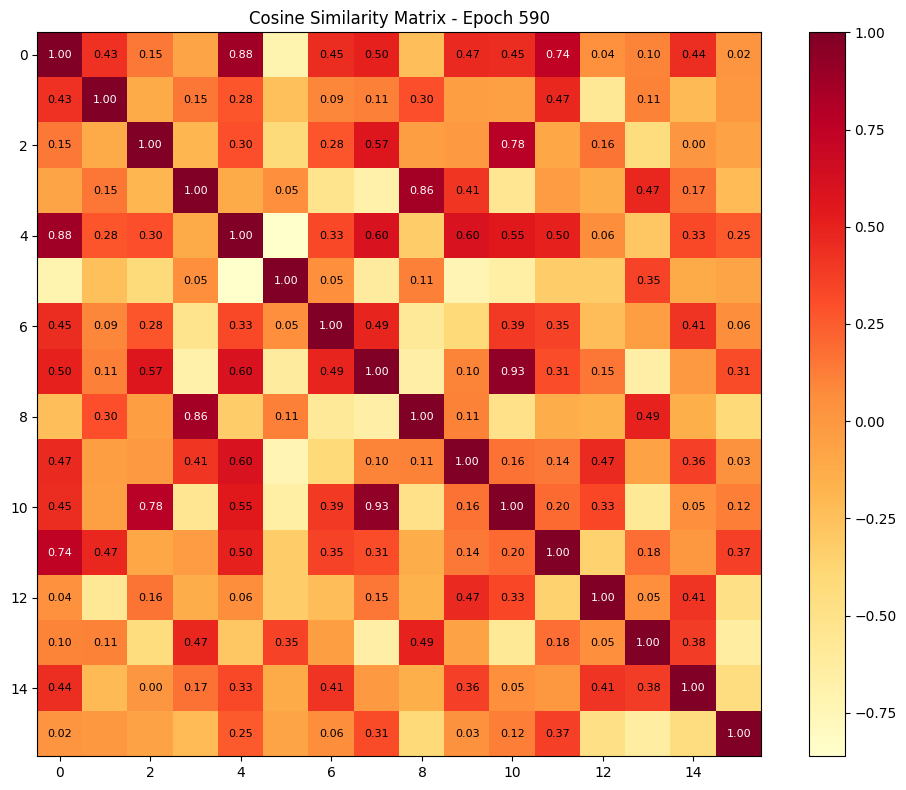 Cosine Similarity Matrix - Epoch 590
0 1.00 0.43 0.15 0.88 0.45 0.50 0.47 0.45 0.74 0.04 0.10 0.44 0.02
0.43 1.00 0.15 0.28 0.09 0.11 0.30 0.47 0.11
2 0.15 1.00 0.30 0.28 0.57 0.78 0.16 0.00
0.15 1.00 0.05 0.86 0.41 0.47 0.17
4 0.88 0.28 0.30 1.00 0.33 0.60 0.60 0.55 0.50 0.06 0.33 0.25
0.05 1.00 0.05 0.11 0.35
6 0.45 0.09 0.28 0.33 0.05 1.00 0.49 0.39 0.35 0.41 0.06
0.50 0.11 0.57 0.60 0.49 1.00 0.10 0.93 0.31 0.15 0.31
8 0.30 0.86 0.11 1.00 0.11 0.49
0.47 0.41 0.60 0.10 0.11 1.00 0.16 0.14 0.47 0.36 0.03
10 0.45 0.78 0.55 0.39 0.93 0.16 1.00 0.20 0.33 0.05 0.12
0.74 0.47 0.50 0.35 0.31 0.14 0.20 1.00 0.18 0.37
12 0.04 0.16 0.06 0.15 0.47 0.33 1.00 0.05 0.41
0.10 0.11 0.47 0.35 0.49 0.18 0.05 1.00 0.38
14 0.44 0.00 0.17 0.33 0.41 0.36 0.05 0.41 0.38 1.00
0.02 0.25 0.06 0.31 0.03 0.12 0.37 1.00
0 2 4 6 8 10 12 14
1.00
0.75
0.50
0.25
0.00
−0.25
−0.50
−0.75